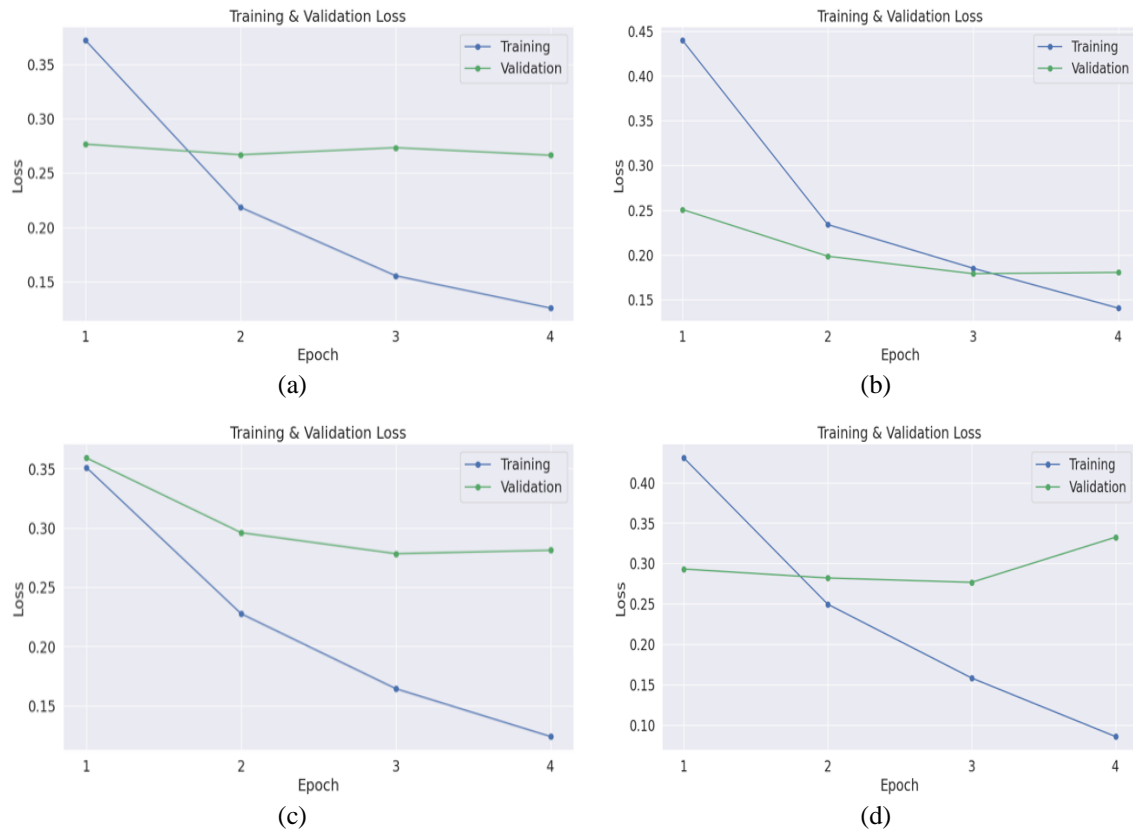 Training & Validation Loss
Training
Validation
0.35
0.30
0.25
0.20
0.15
Loss
1 2 3 4
Epoch
(a)
Training & Validation Loss
Training
Validation
0.45
0.40
0.35
0.30
0.25
0.20
0.15
Loss
1 2 3 4
Epoch
(b)
Training & Validation Loss
Training
Validation
0.35
0.30
0.25
0.20
0.15
Loss
1 2 3 4
Epoch
(c)
Training & Validation Loss
Training
Validation
0.40
0.35
0.30
0.25
0.20
0.15
0.10
Loss
1 2 3 4
Epoch
(d)